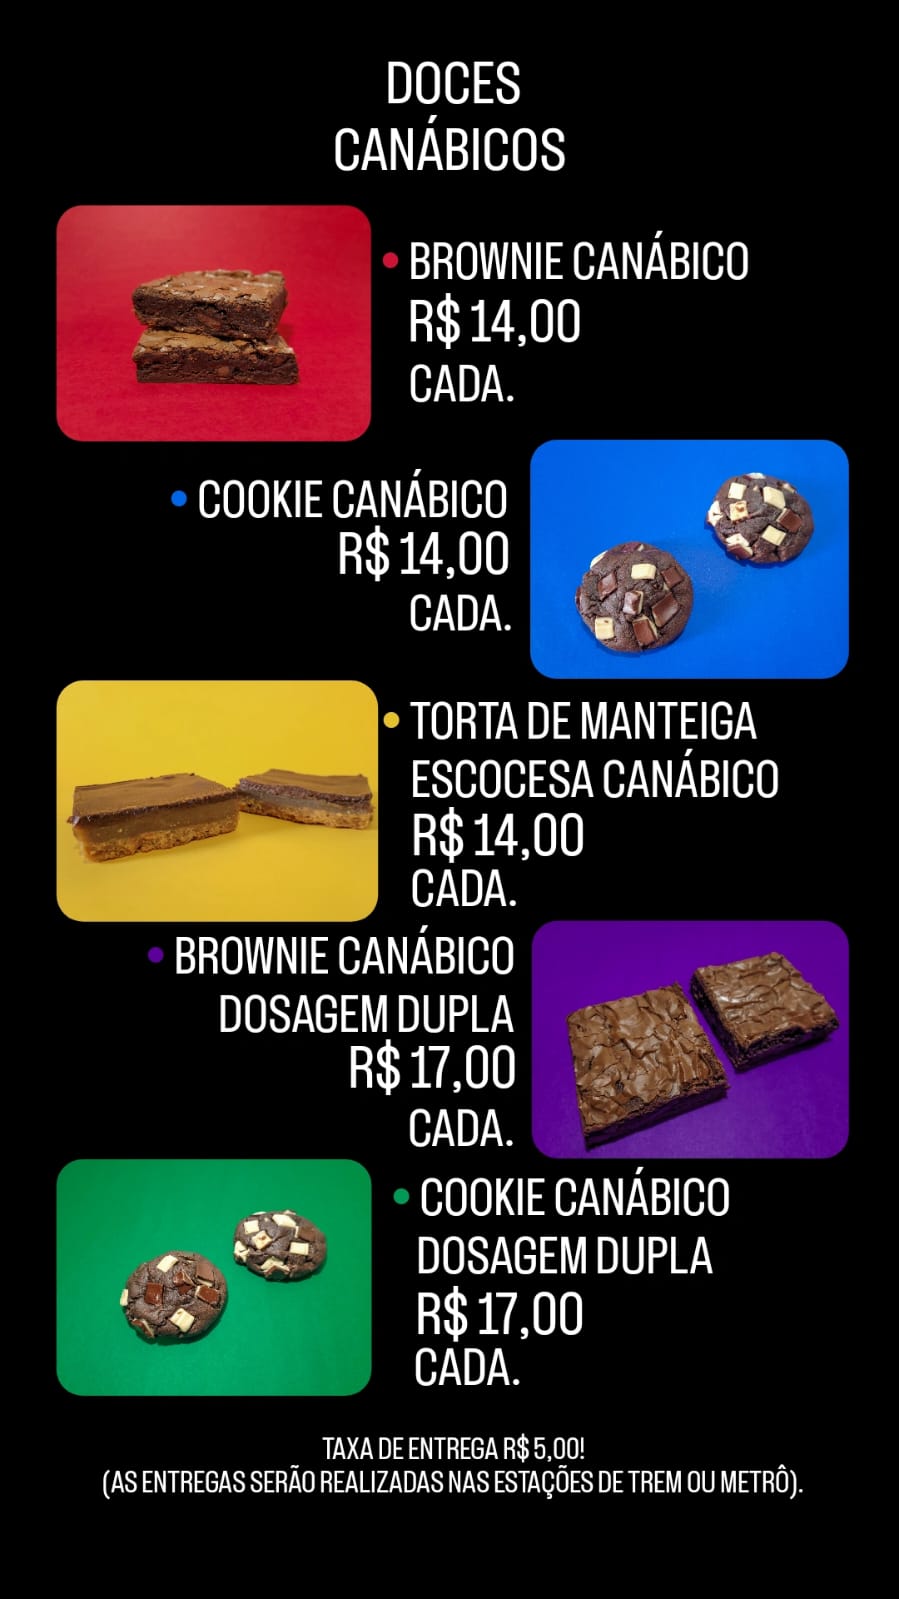 DOCES
CANÁBICOS
• BROWNIE CANÁBICO
R$ 14,00
CADA.
• COOKIE CANÁBICO
R$ 14,00
CADA.
• TORTA DE MANTEIGA
ESCOCESA CANÁBICO
R$ 14,00
CADA.
• BROWNIE CANÁBICO
DOSAGEM DUPLA
R$ 17,00
CADA.
• COOKIE CANÁBICO
DOSAGEM DUPLA
R$ 17,00
CADA.
TAXA DE ENTREGA R$ 5,00!
(AS ENTREGAS SERÃO REALIZADAS NAS ESTAÇÕES DE TREM OU METRÔ).